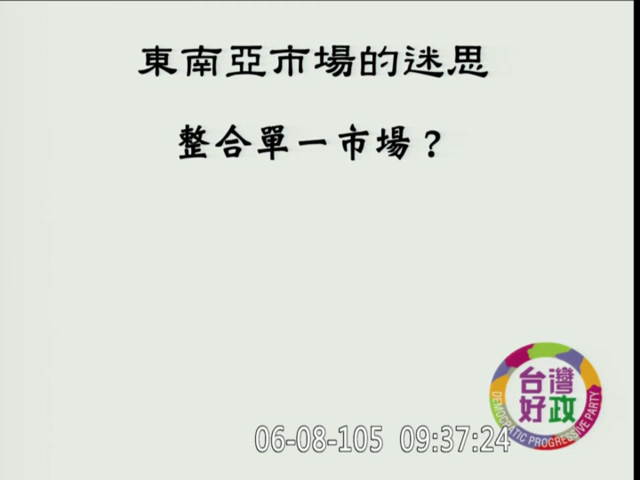 東南亞市場的迷思
整合單一市場？
台灣
好政
DEMOCRATIC PROGRESSIVE PARTY
06-08-105 09:37:24